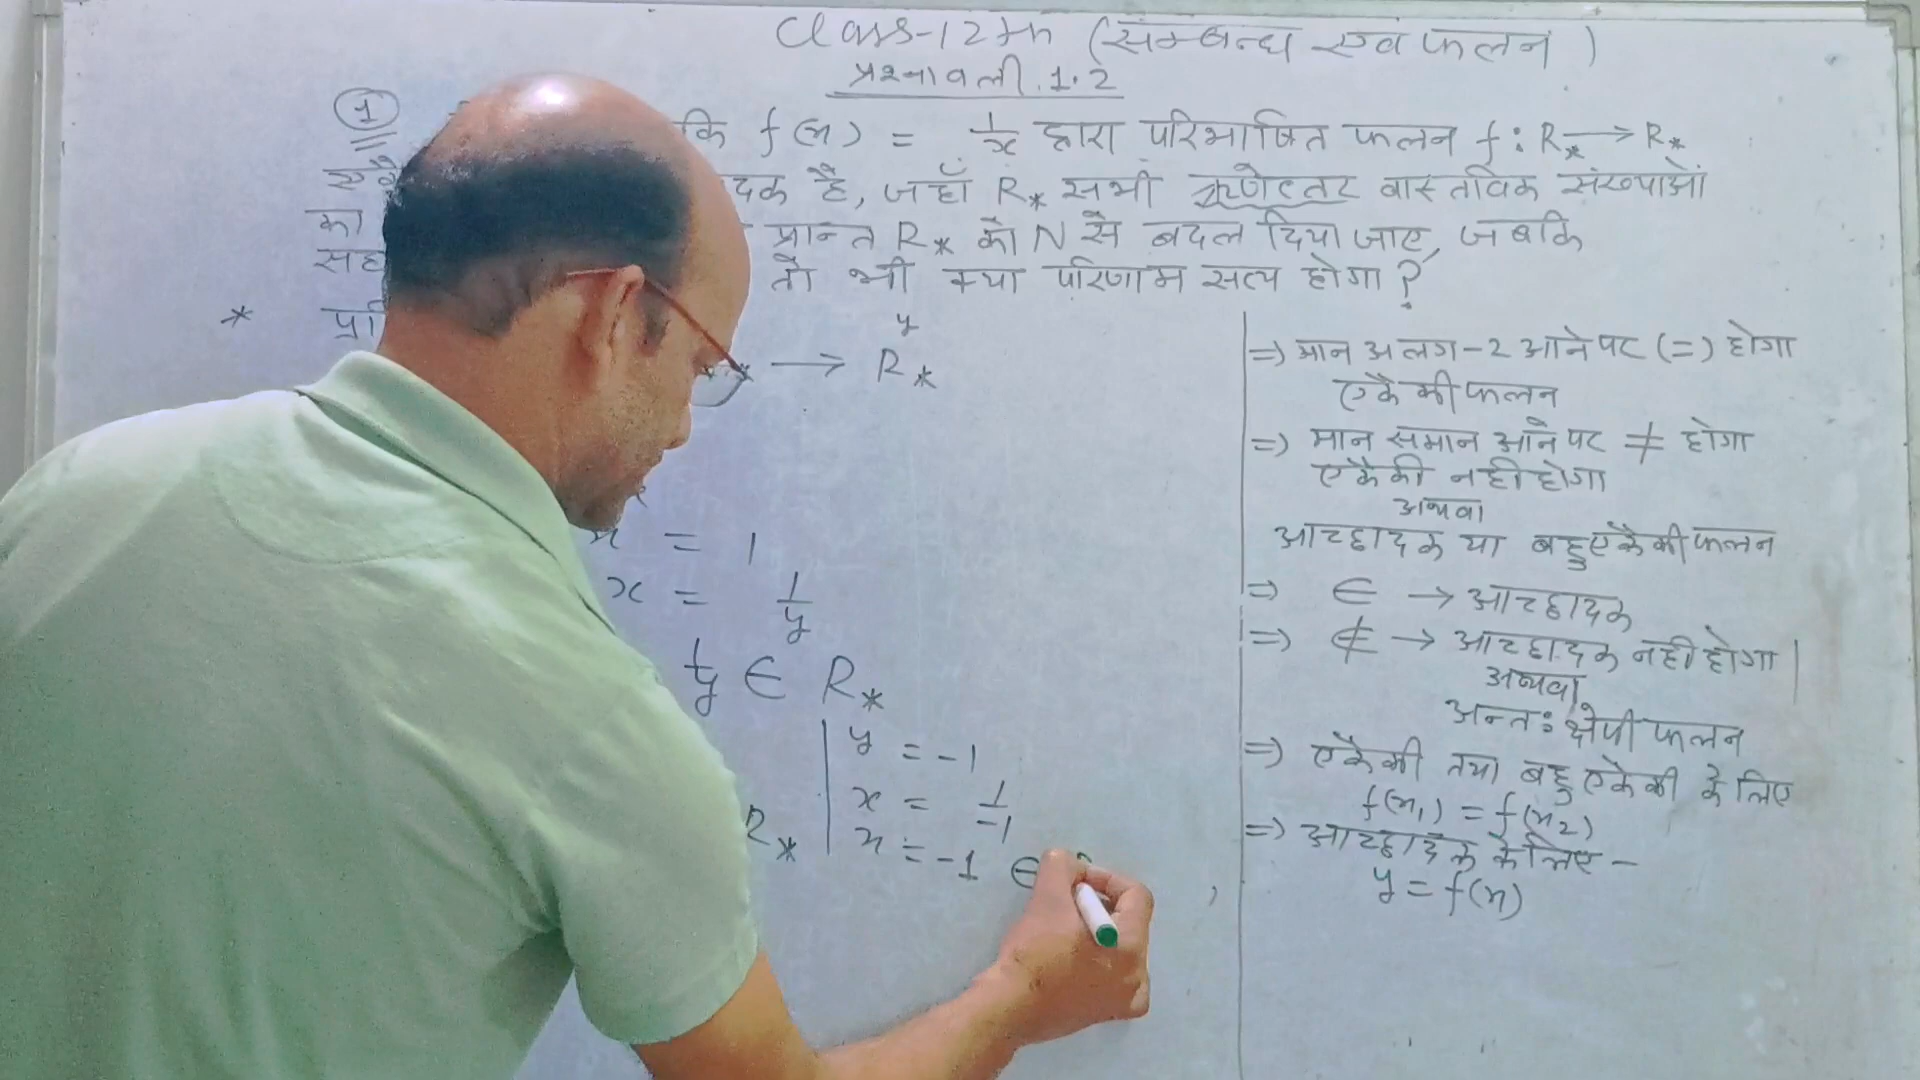 Class-12th (सम्बन्ध एवं फलन)
प्रश्नावली.1.2
1
कि f(x) = 1/x द्वारा परिभाषित फलन f: R* → R*
दक है, जहाँ R* सभी ऋणेत्तर वास्तविक संख्याओं
का प्रान्त R* को N से बदल दिया जाए, जबकि
सह तो भी क्या परिणाम सत्य होगा?
* प्र
y
→ R*
x = 1
x = 1/y
1/y ∈ R*
R*
y = -1
x = 1/-1
x = -1 ∈
⇒ मान अलग-2 आने पर (=) होगा
एकैकी फलन
⇒ मान समान आने पर ≠ होगा
एकैकी नही होगा
अथवा
आच्छादक या बहुएकैकी फलन
⇒ ∈ → आच्छादक
⇒ ∉ → आच्छादक नही होगा |
अथवा
अन्त: क्षेपी फलन
⇒ एकैकी तथा बहु एकैकी के लिए
f(x₁) = f(x₂)
⇒ आच्छादक के लिए -
y = f(x)